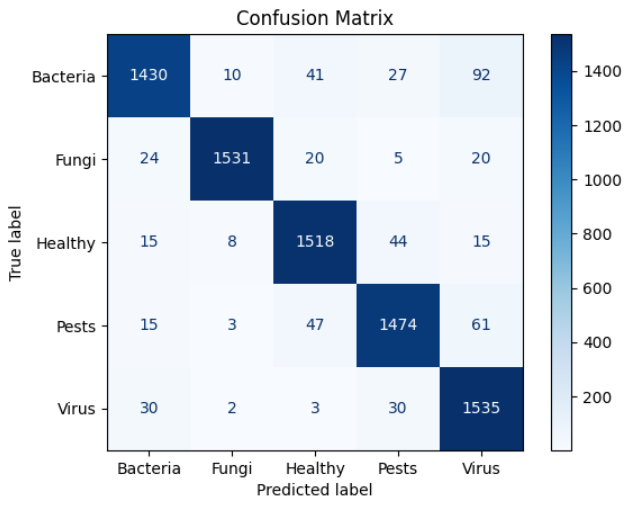 Confusion Matrix
True label
Bacteria 1430 10 41 27 92
Fungi 24 1531 20 5 20
Healthy 15 8 1518 44 15
Pests 15 3 47 1474 61
Virus 30 2 3 30 1535
Bacteria Fungi Healthy Pests Virus
Predicted label
1400
1200
1000
800
600
400
200